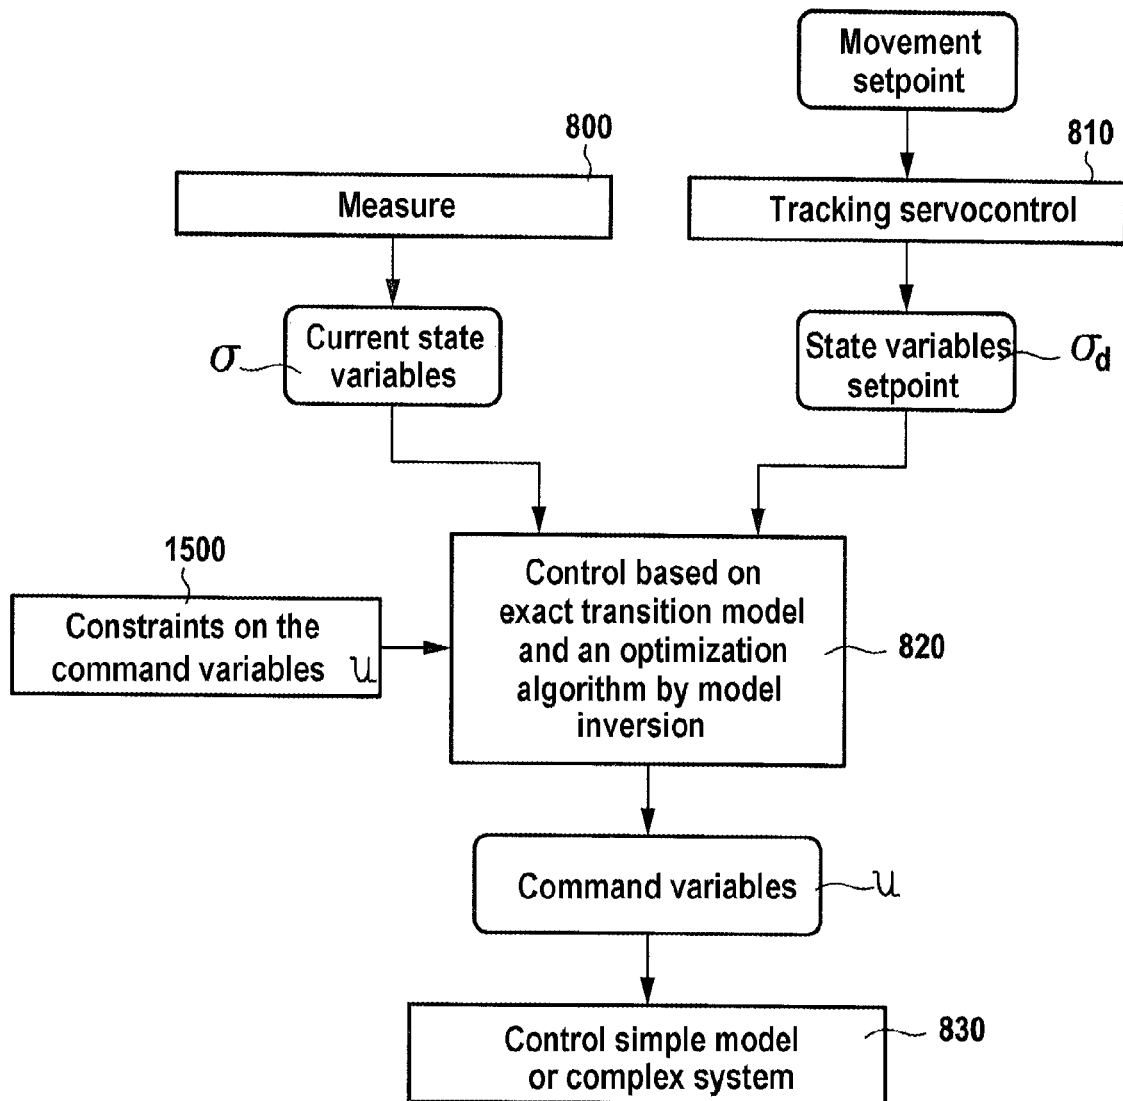 Movement
setpoint
800
810
Measure
Tracking servocontrol
σ
Current state
variables
State variables
setpoint
σd
1500
Constraints on the
command variables u
Control based on
exact transition model
and an optimization
algorithm by model
inversion
820
Command variables
u
Control simple model
or complex system
830